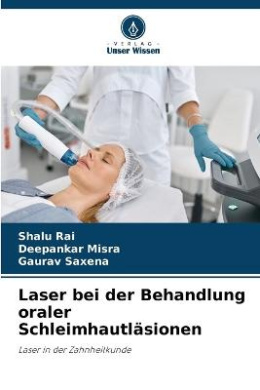 VERLAG
Unser Wissen
Shalu Rai
Deepankar Misra
Gaurav Saxena
Laser bei der Behandlung
oraler
Schleimhautläsionen
Laser in der Zahnheilkunde